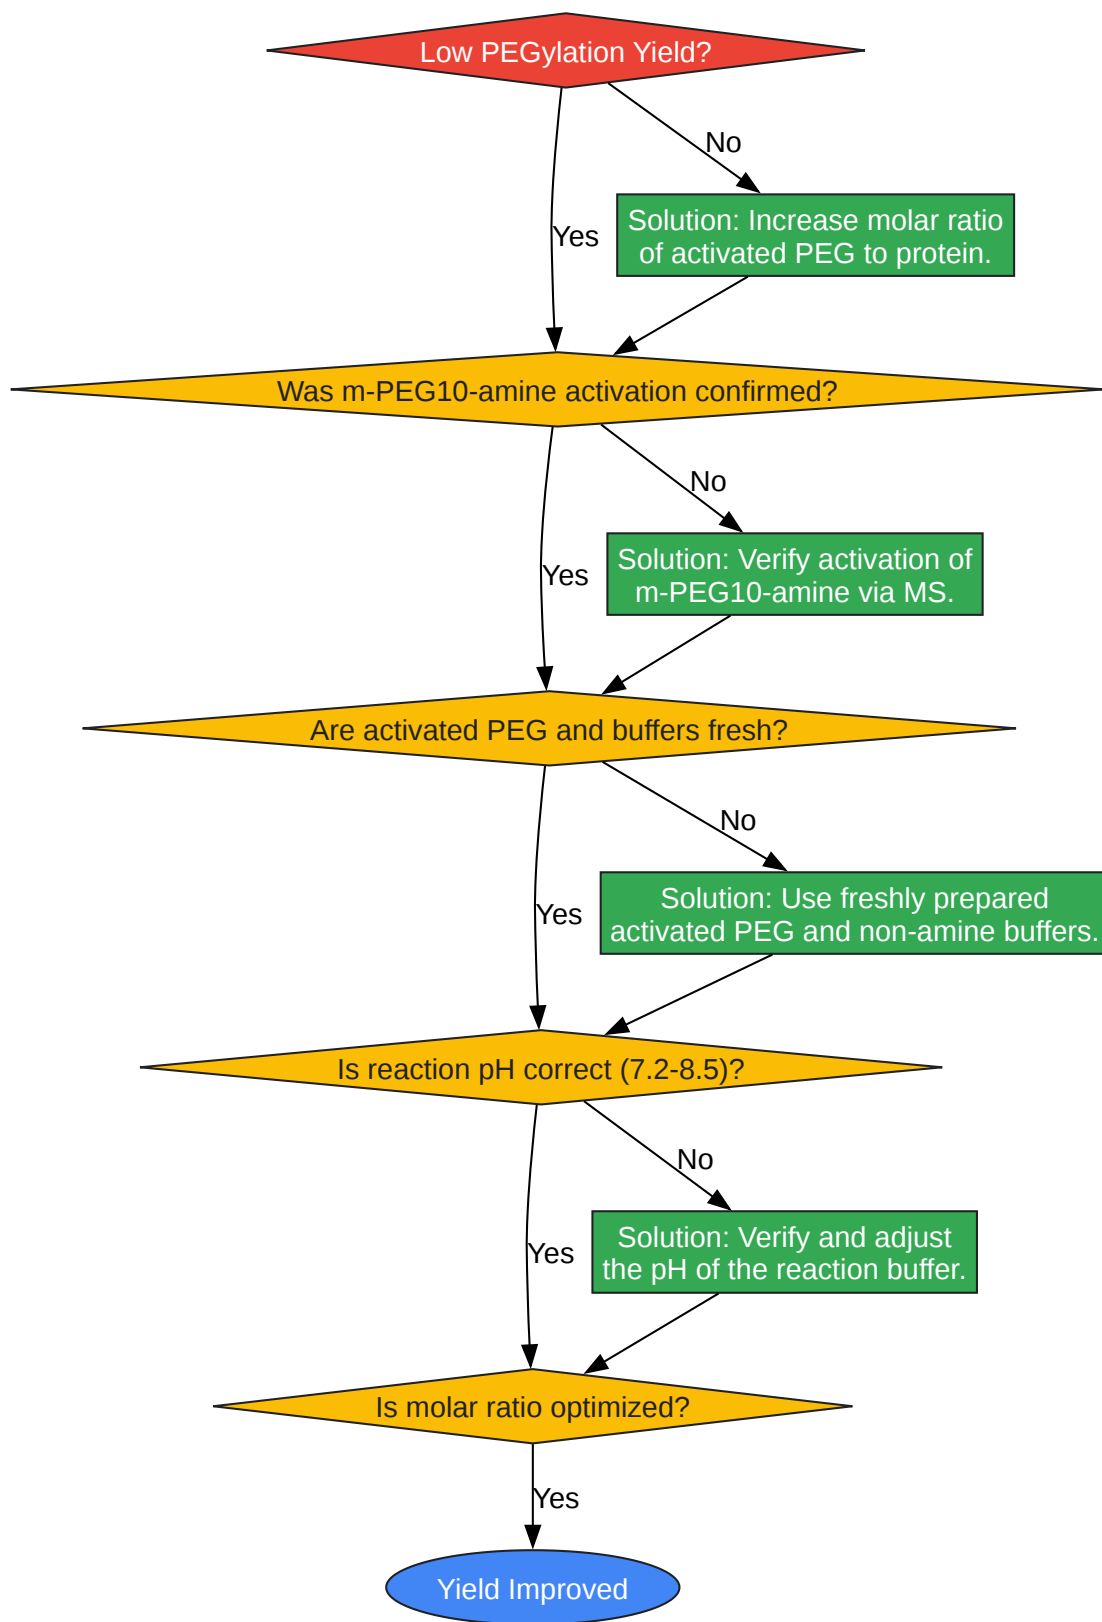 Low PEGylation Yield?
No
Solution: Increase molar ratio
of activated PEG to protein.
Yes
Was m-PEG10-amine activation confirmed?
No
Solution: Verify activation of
m-PEG10-amine via MS.
Yes
Are activated PEG and buffers fresh?
No
Solution: Use freshly prepared
activated PEG and non-amine buffers.
Yes
Is reaction pH correct (7.2-8.5)?
No
Solution: Verify and adjust
the pH of the reaction buffer.
Yes
Is molar ratio optimized?
Yes
Yield Improved